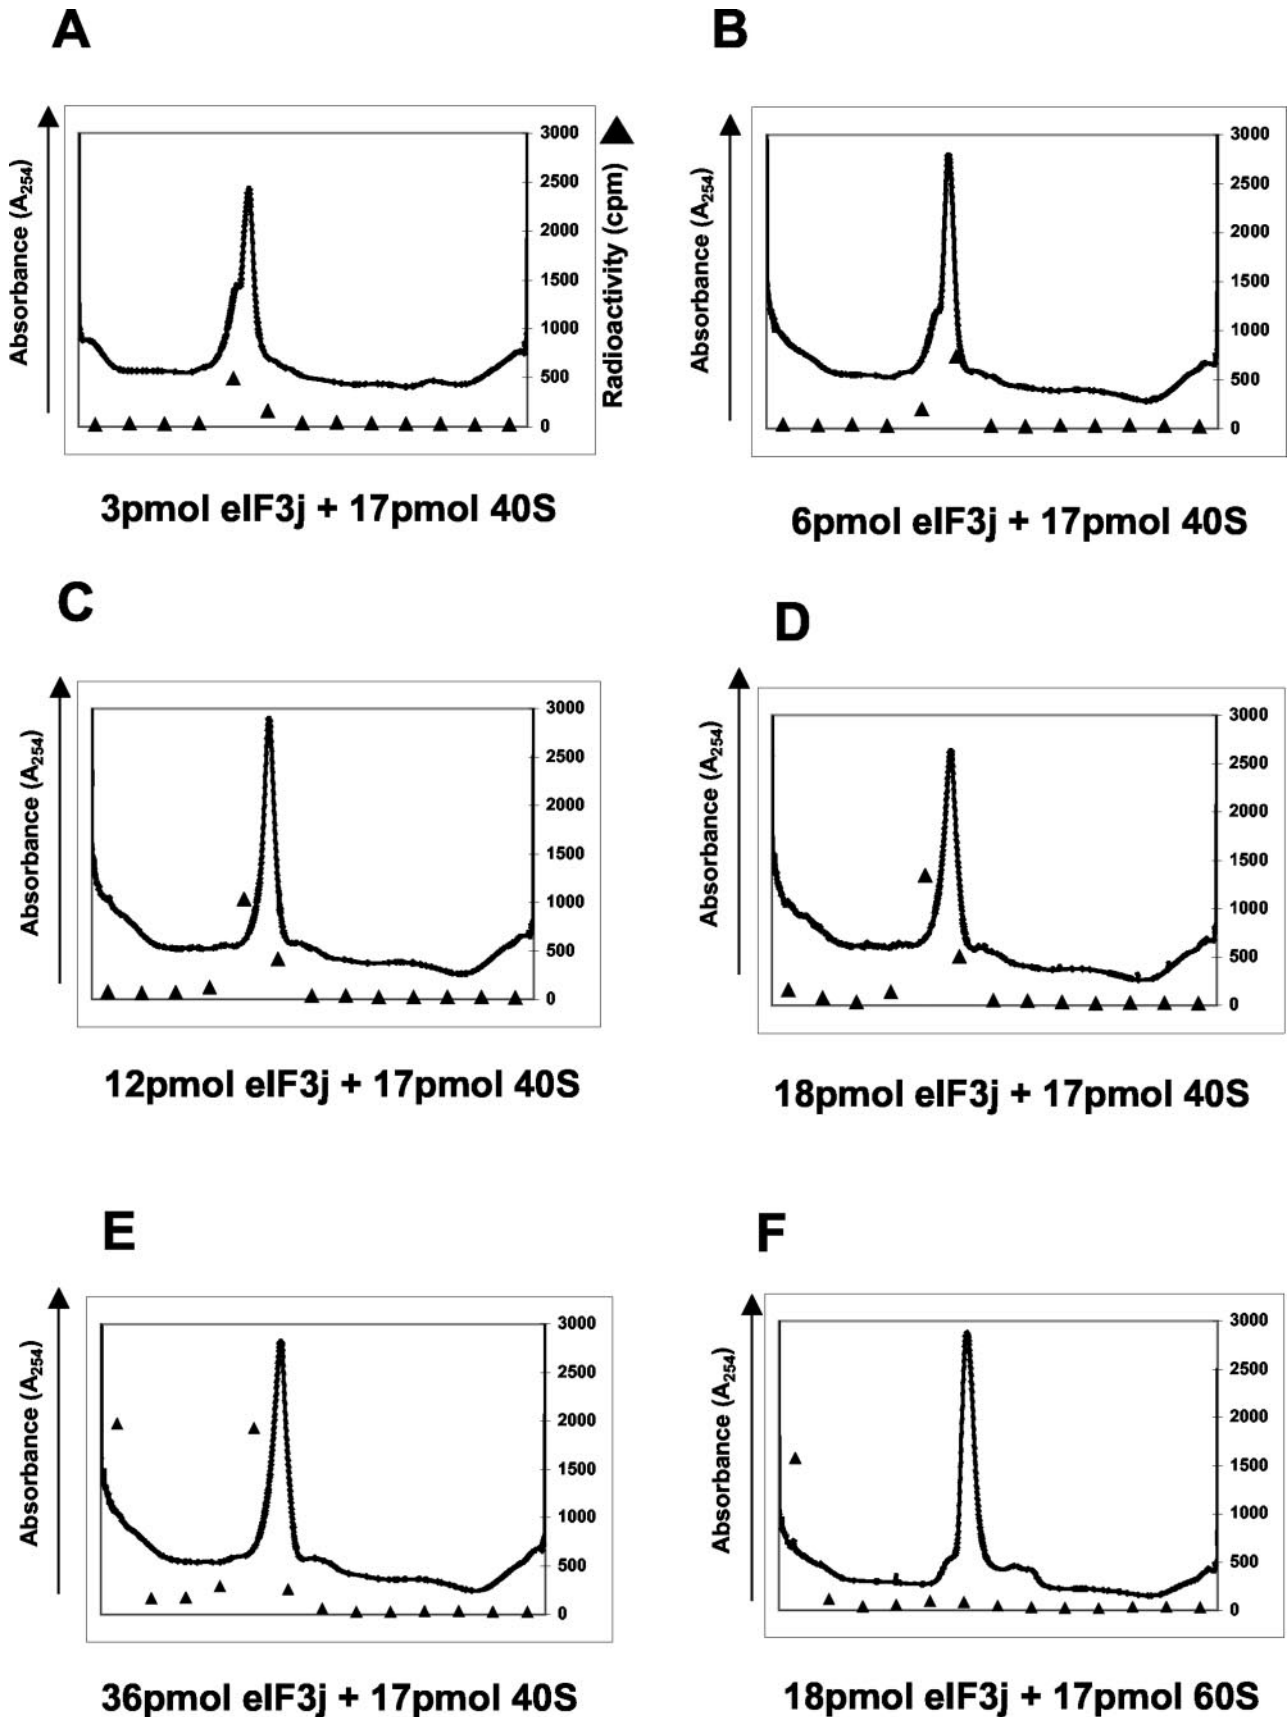 A
Absorbance (A254)
3000
2500
2000
1500
1000
500
0
Radioactivity (cpm)
3pmol eIF3j + 17pmol 40S
B
Absorbance (A254)
3000
2500
2000
1500
1000
500
0
6pmol eIF3j + 17pmol 40S
C
Absorbance (A254)
3000
2500
2000
1500
1000
500
0
12pmol eIF3j + 17pmol 40S
D
Absorbance (A254)
3000
2500
2000
1500
1000
500
0
18pmol eIF3j + 17pmol 40S
E
Absorbance (A254)
3000
2500
2000
1500
1000
500
0
36pmol eIF3j + 17pmol 40S
F
Absorbance (A254)
3000
2500
2000
1500
1000
500
0
18pmol eIF3j + 17pmol 60S